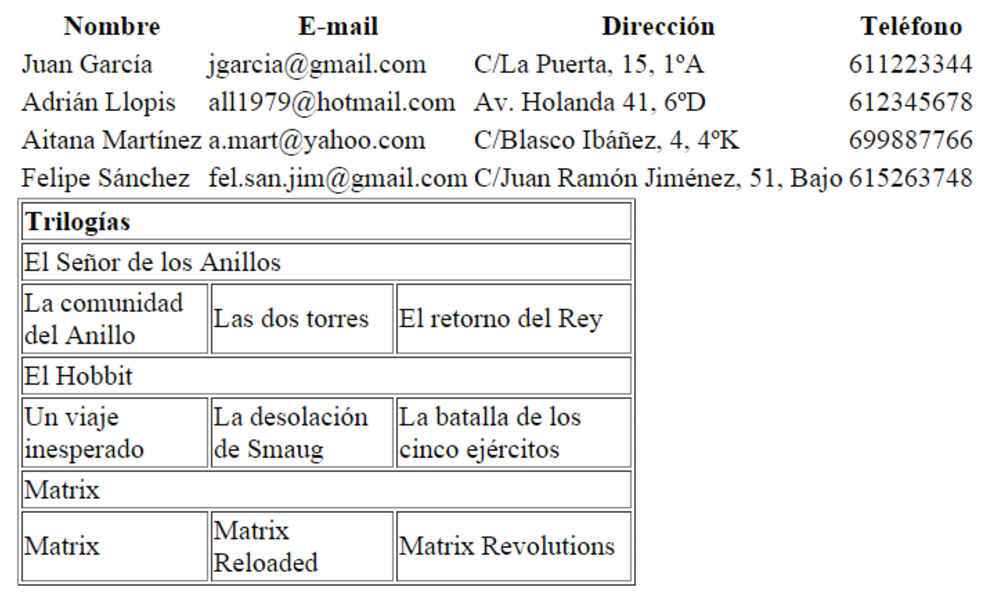 Nombre E-mail Dirección Teléfono
Juan García jgarcia@gmail.com C/La Puerta, 15, 1ºA 611223344
Adrián Llopis all1979@hotmail.com Av. Holanda 41, 6ºD 612345678
Aitana Martínez a.mart@yahoo.com C/Blasco Ibáñez, 4, 4ºK 699887766
Felipe Sánchez fel.san.jim@gmail.com C/Juan Ramón Jiménez, 51, Bajo 615263748
Trilogías
El Señor de los Anillos
La comunidad
del Anillo
Las dos torres
El retorno del Rey
El Hobbit
Un viaje
inesperado
La desolación
de Smaug
La batalla de los
cinco ejércitos
Matrix
Matrix
Matrix
Reloaded
Matrix Revolutions